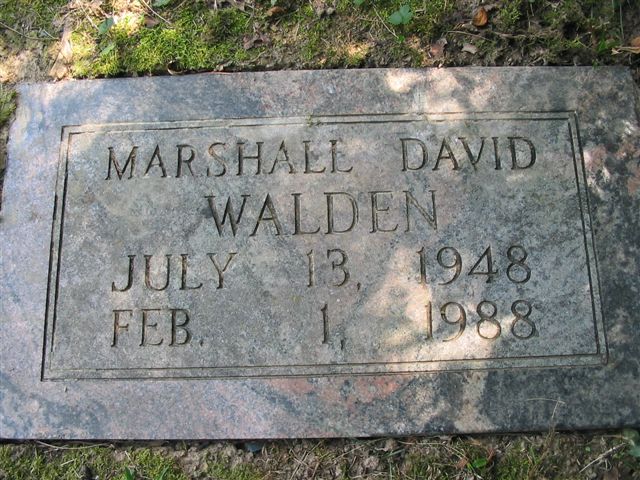 MARSHALL DAVID
WALDEN
JULY 13, 1948
FEB. 1, 1988